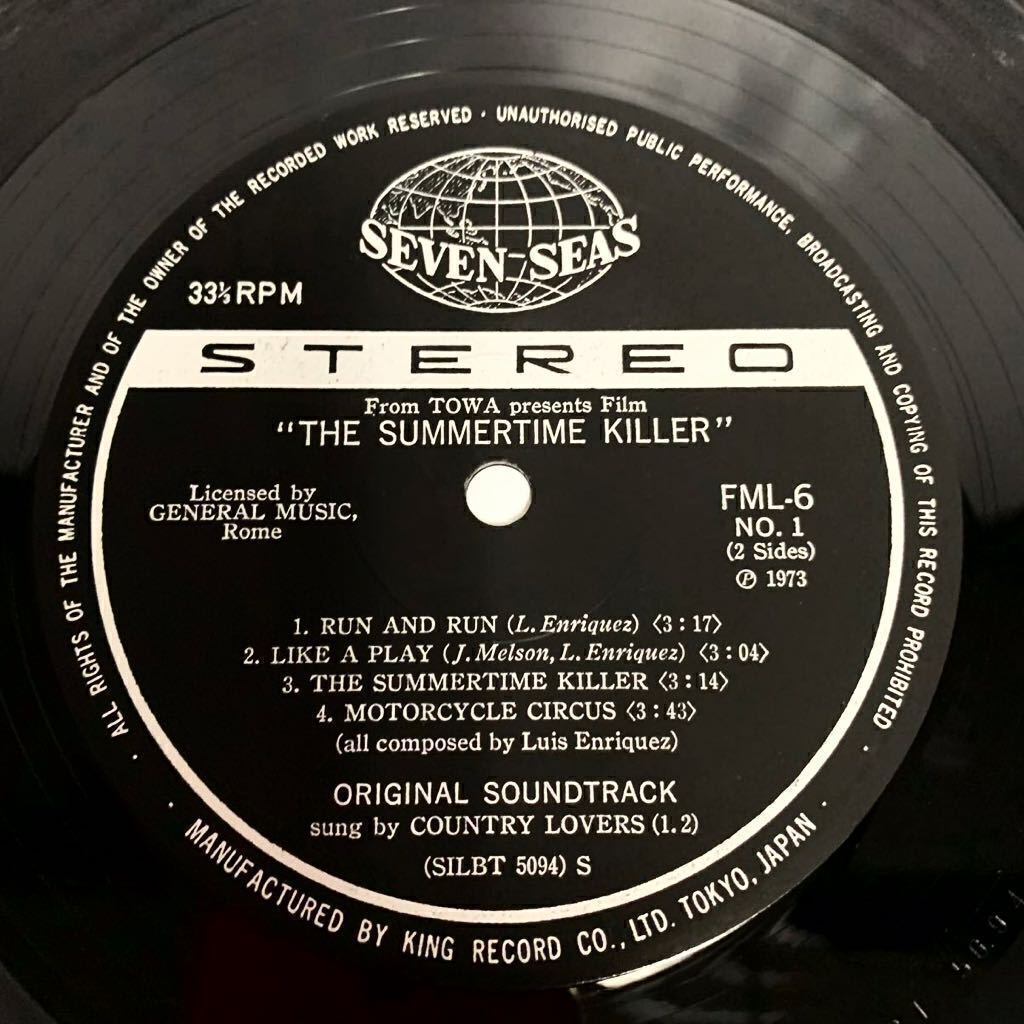 · ALL RIGHTS OF THE MANUFACTURER AND OF THE OWNER OF THE RECORDED WORK RESERVED · UNAUTHORISED PUBLIC PERFORMANCE, BROADCASTING AND COPYING OF THIS RECORD PROHIBITED ·
SEVEN SEAS
33⅓RPM
STEREO
From TOWA presents Film
"THE SUMMERTIME KILLER"
Licensed by
GENERAL MUSIC,
Rome
FML-6
NO. 1
(2 Sides)
Ⓟ 1973
1. RUN AND RUN (L. Enriquez) 〈3:17〉
2. LIKE A PLAY (J. Melson, L. Enriquez) 〈3:04〉
3. THE SUMMERTIME KILLER 〈3:14〉
4. MOTORCYCLE CIRCUS 〈3:43〉
(all composed by Luis Enriquez)
ORIGINAL SOUNDTRACK
sung by COUNTRY LOVERS (1.2)
(SILBT 5094) S
· MANUFACTURED BY KING RECORD CO., LTD. TOKYO, JAPAN ·